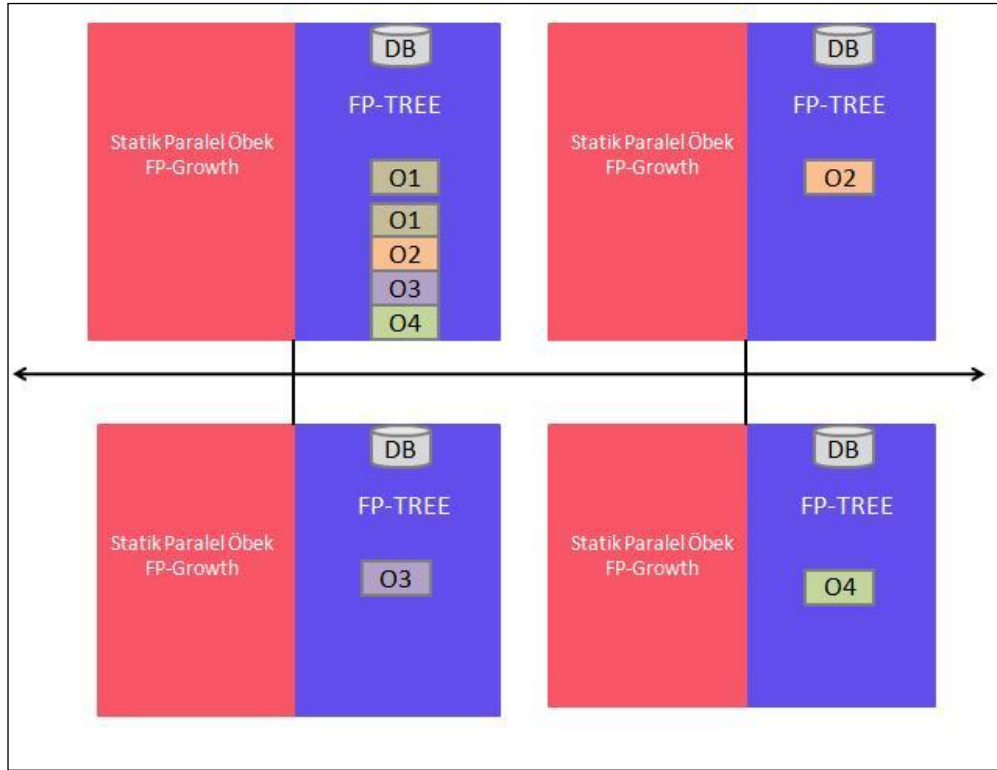 DB
FP-TREE
Statik Paralel Öbek
FP-Growth
O1
O1
O2
O3
O4
DB
FP-TREE
Statik Paralel Öbek
FP-Growth
O2
DB
FP-TREE
Statik Paralel Öbek
FP-Growth
O3
DB
FP-TREE
Statik Paralel Öbek
FP-Growth
O4